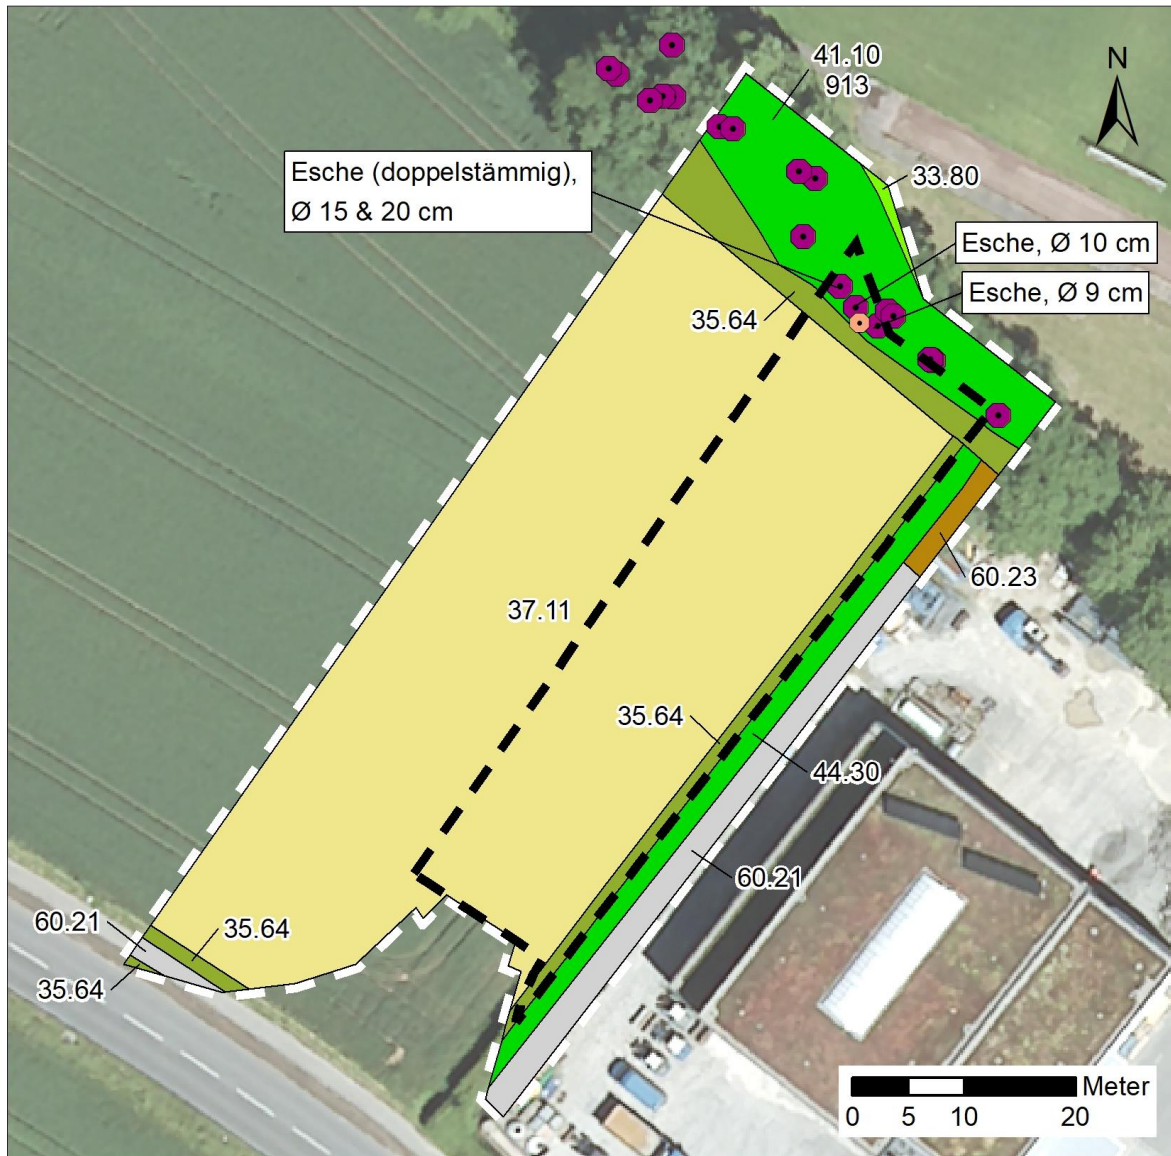 41.10
913
N
Esche (doppelstämmig),
Ø 15 & 20 cm
33.80
Esche, Ø 10 cm
Esche, Ø 9 cm
35.64
60.23
37.11
35.64
44.30
60.21
60.21
35.64
35.64
Meter
0 5 10 20